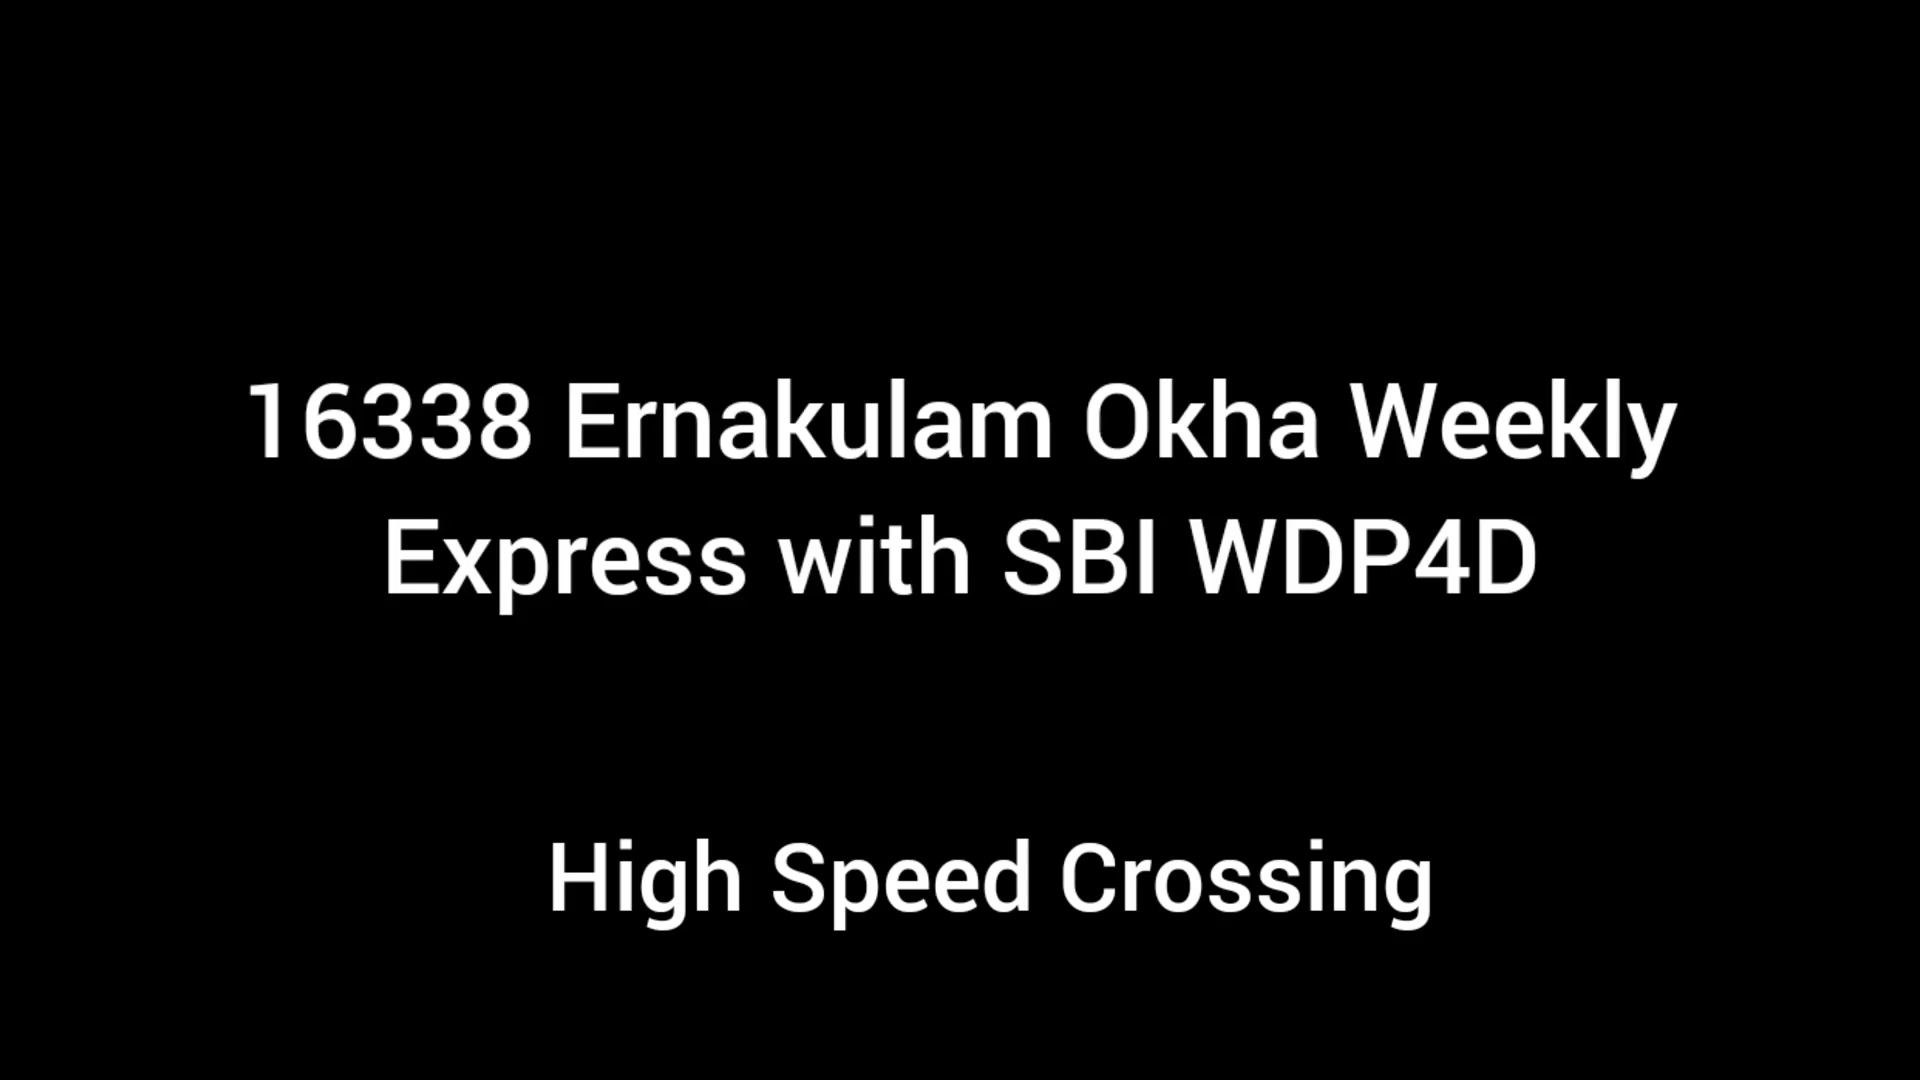 16338 Ernakulam Okha Weekly
Express with SBI WDP4D
High Speed Crossing